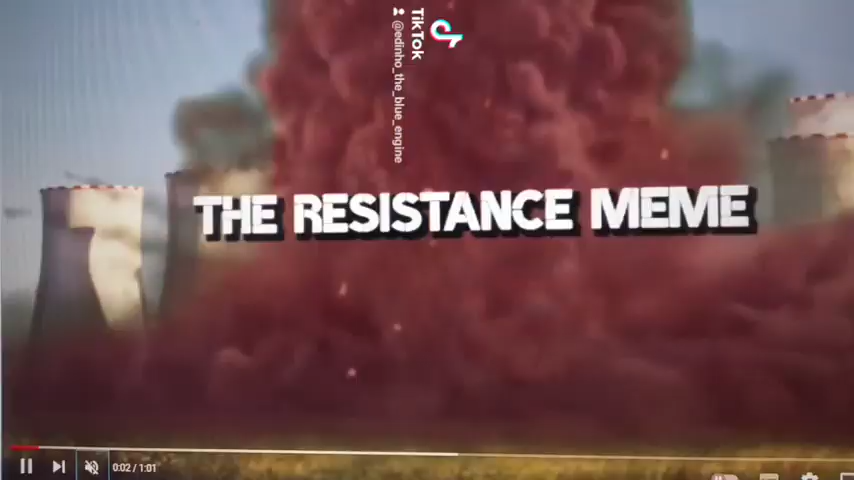 TikTok
@edinho_the_blue_engine
THE RESISTANCE MEME
0:02 / 1:01